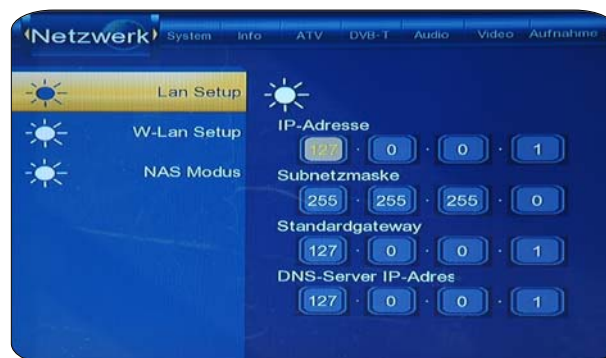 Netzwerk System Info ATV DVB-T Audio Video Aufnahme
Lan Setup
W-Lan Setup
NAS Modus
IP-Adresse
127 . 0 . 0 . 1
Subnetzmaske
255 . 255 . 255 . 0
Standardgateway
127 . 0 . 0 . 1
DNS-Server IP-Adres
127 . 0 . 0 . 1